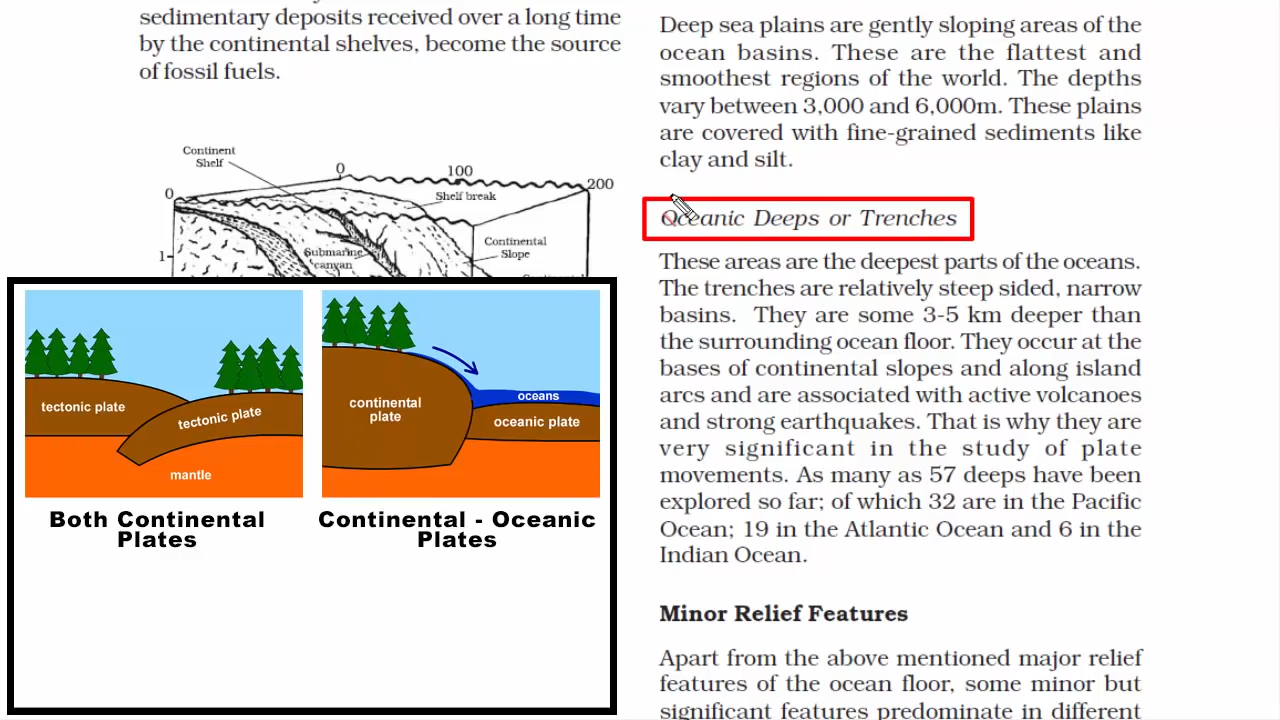 sedimentary deposits received over a long time
by the continental shelves, become the source
of fossil fuels.
Continent
Shelf
0
100
200
0
Shelf break
Continental
Slope
Submarine
canyon
1
tectonic plate
tectonic plate
mantle
continental
plate
oceans
oceanic plate
Both Continental
Plates
Continental - Oceanic
Plates
Deep sea plains are gently sloping areas of the
ocean basins. These are the flattest and
smoothest regions of the world. The depths
vary between 3,000 and 6,000m. These plains
are covered with fine-grained sediments like
clay and silt.
Oceanic Deeps or Trenches
These areas are the deepest parts of the oceans.
The trenches are relatively steep sided, narrow
basins. They are some 3-5 km deeper than
the surrounding ocean floor. They occur at the
bases of continental slopes and along island
arcs and are associated with active volcanoes
and strong earthquakes. That is why they are
very significant in the study of plate
movements. As many as 57 deeps have been
explored so far; of which 32 are in the Pacific
Ocean; 19 in the Atlantic Ocean and 6 in the
Indian Ocean.
Minor Relief Features
Apart from the above mentioned major relief
features of the ocean floor, some minor but
significant features predominate in different